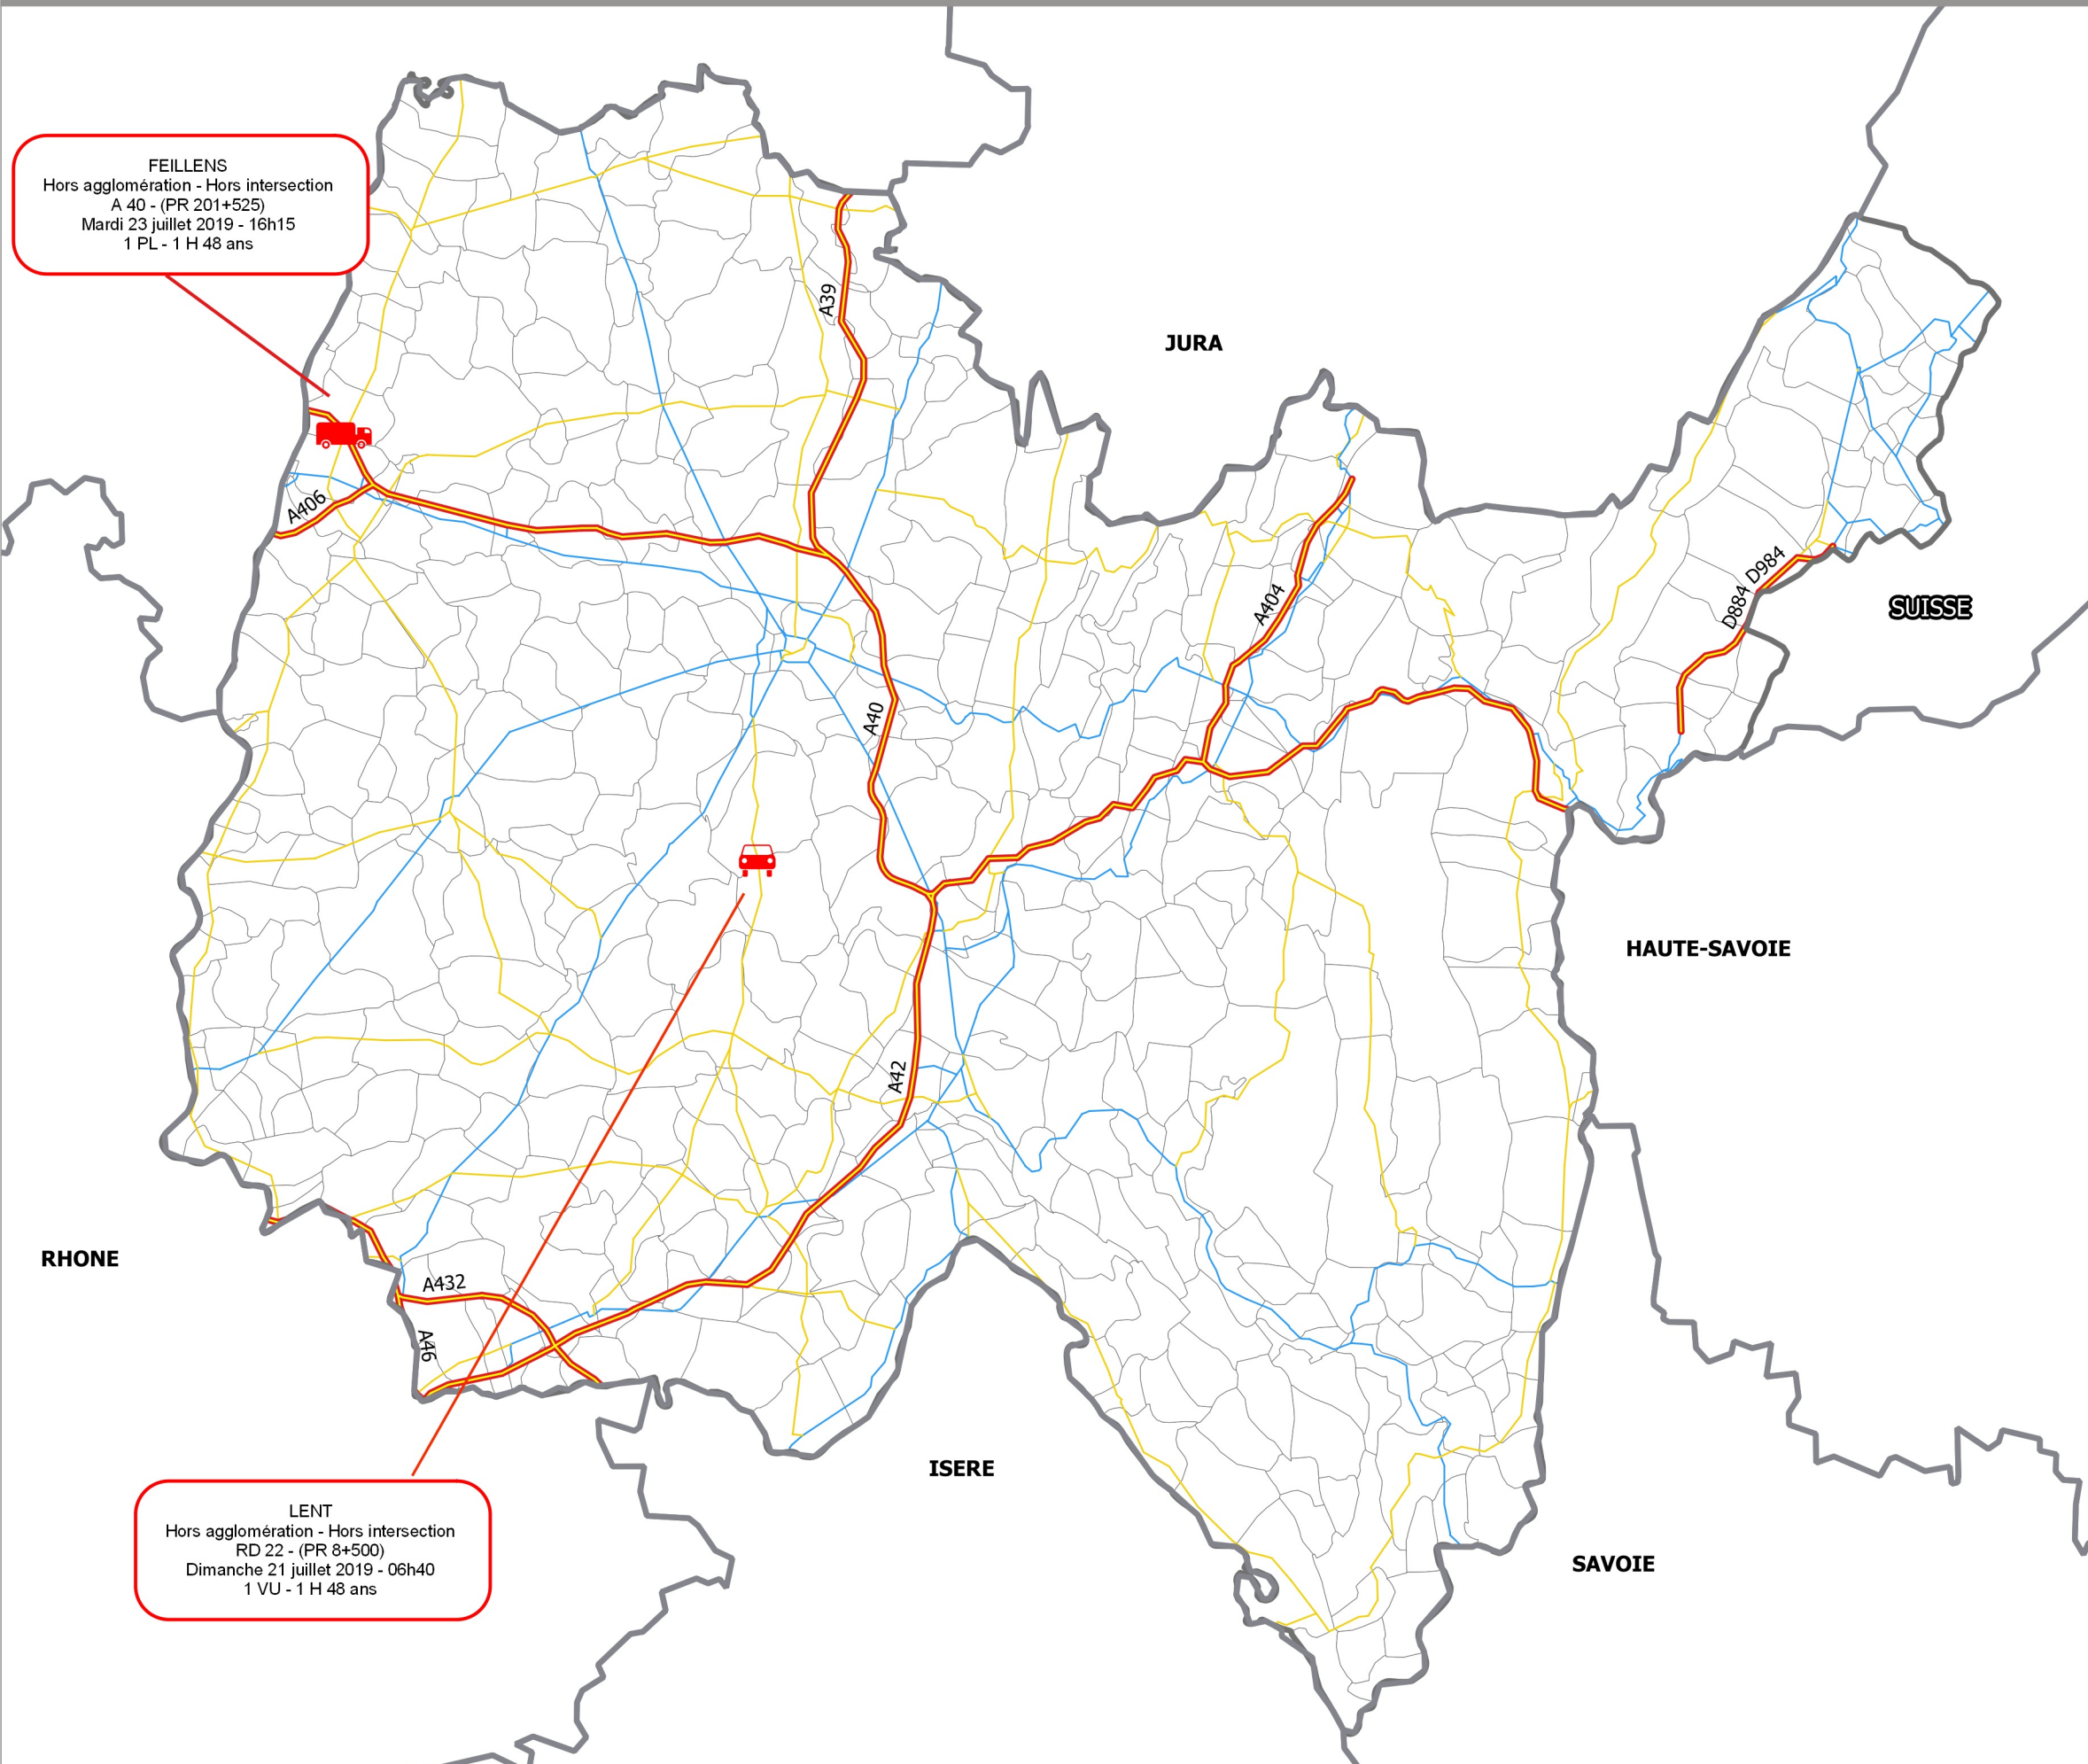 FEILLENS
Hors agglomération - Hors intersection
A 40 - (PR 201+525)
Mardi 23 juillet 2019 - 16h15
1 PL - 1 H 48 ans
A39
JURA
A406
A404
D984
D884
SUISSE
A40
HAUTE-SAVOIE
A42
RHONE
A432
A46
ISERE
LENT
Hors agglomération - Hors intersection
RD 22 - (PR 8+500)
Dimanche 21 juillet 2019 - 06h40
1 VU - 1 H 48 ans
SAVOIE